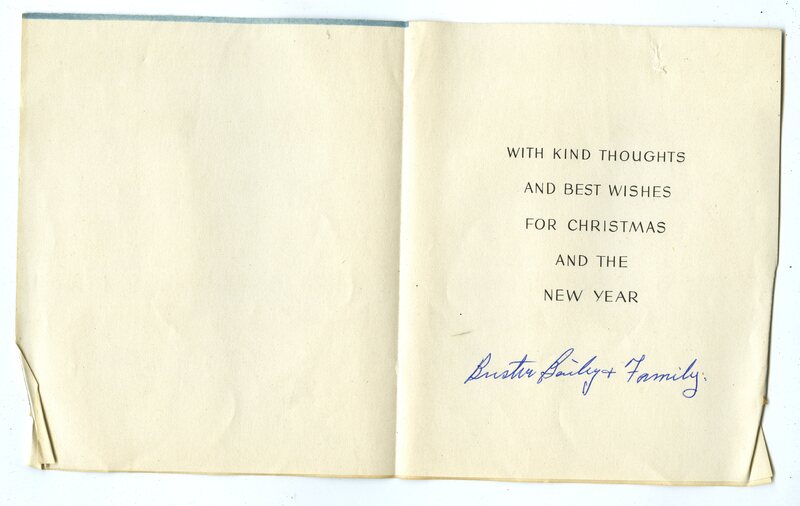 WITH KIND THOUGHTS
AND BEST WISHES
FOR CHRISTMAS
AND THE
NEW YEAR
Buster Bailey + Family.